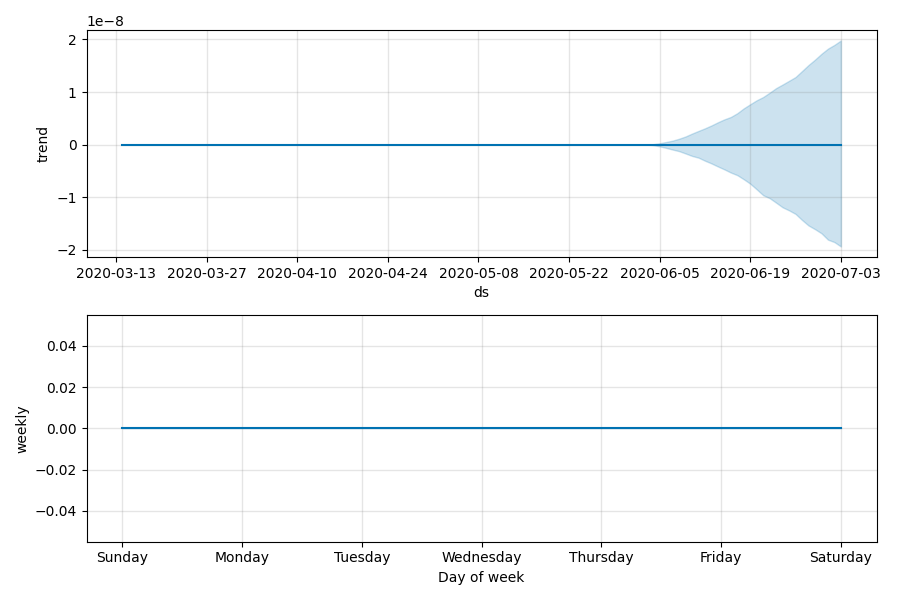 1e−8
2
1
0
−1
−2
trend
2020-03-13 2020-03-27 2020-04-10 2020-04-24 2020-05-08 2020-05-22 2020-06-05 2020-06-19 2020-07-03
ds
0.04
0.02
0.00
−0.02
−0.04
weekly
Sunday Monday Tuesday Wednesday Thursday Friday Saturday
Day of week